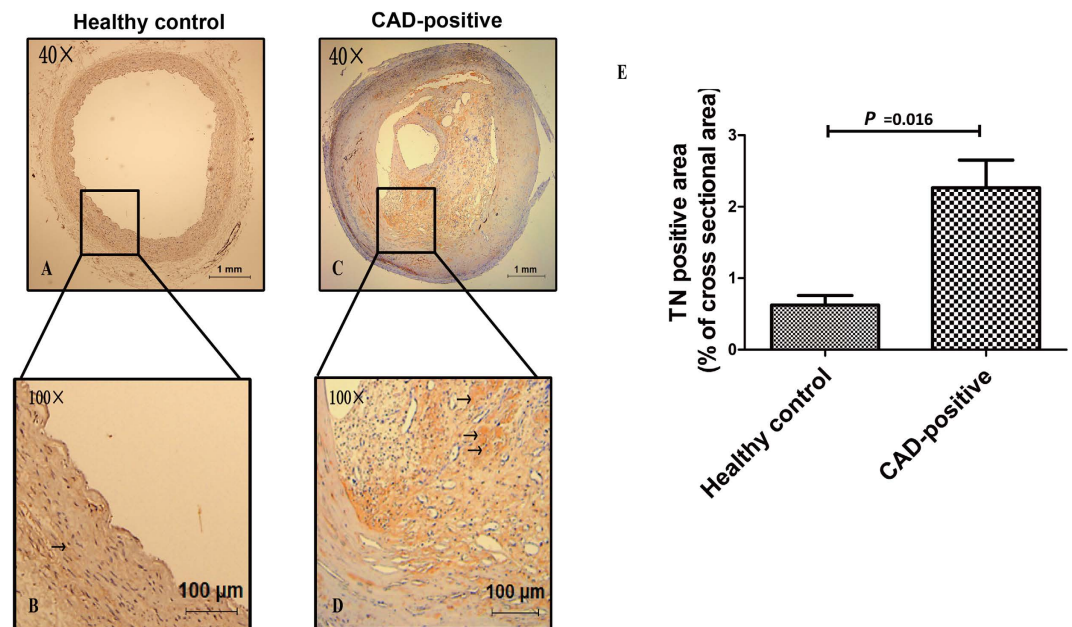 Healthy control
CAD-positive
40×
A
1 mm
40×
C
1 mm
100×
B
100 μm
100×
D
100 μm
E
P =0.016
TN positive area
(% of cross sectional area)
3
2
1
0
Healthy control
CAD-positive